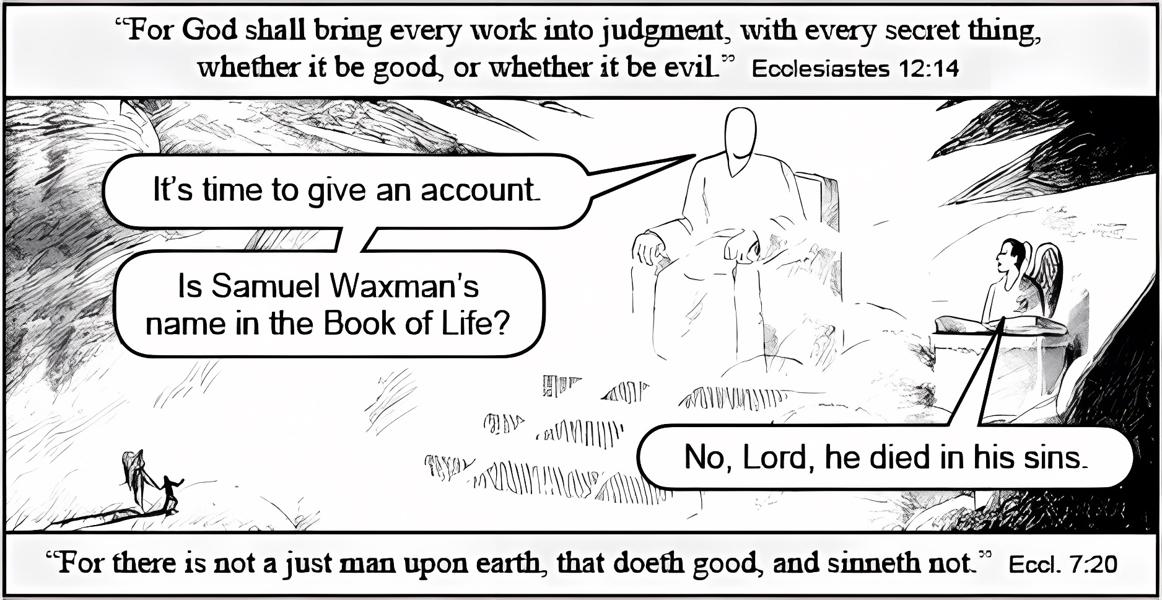 “For God shall bring every work into judgment, with every secret thing,
whether it be good, or whether it be evil.” Ecclesiastes 12:14
It's time to give an account.
Is Samuel Waxman's
name in the Book of Life?
No, Lord, he died in his sins.
“For there is not a just man upon earth, that doeth good, and sinneth not.” Eccl. 7:20